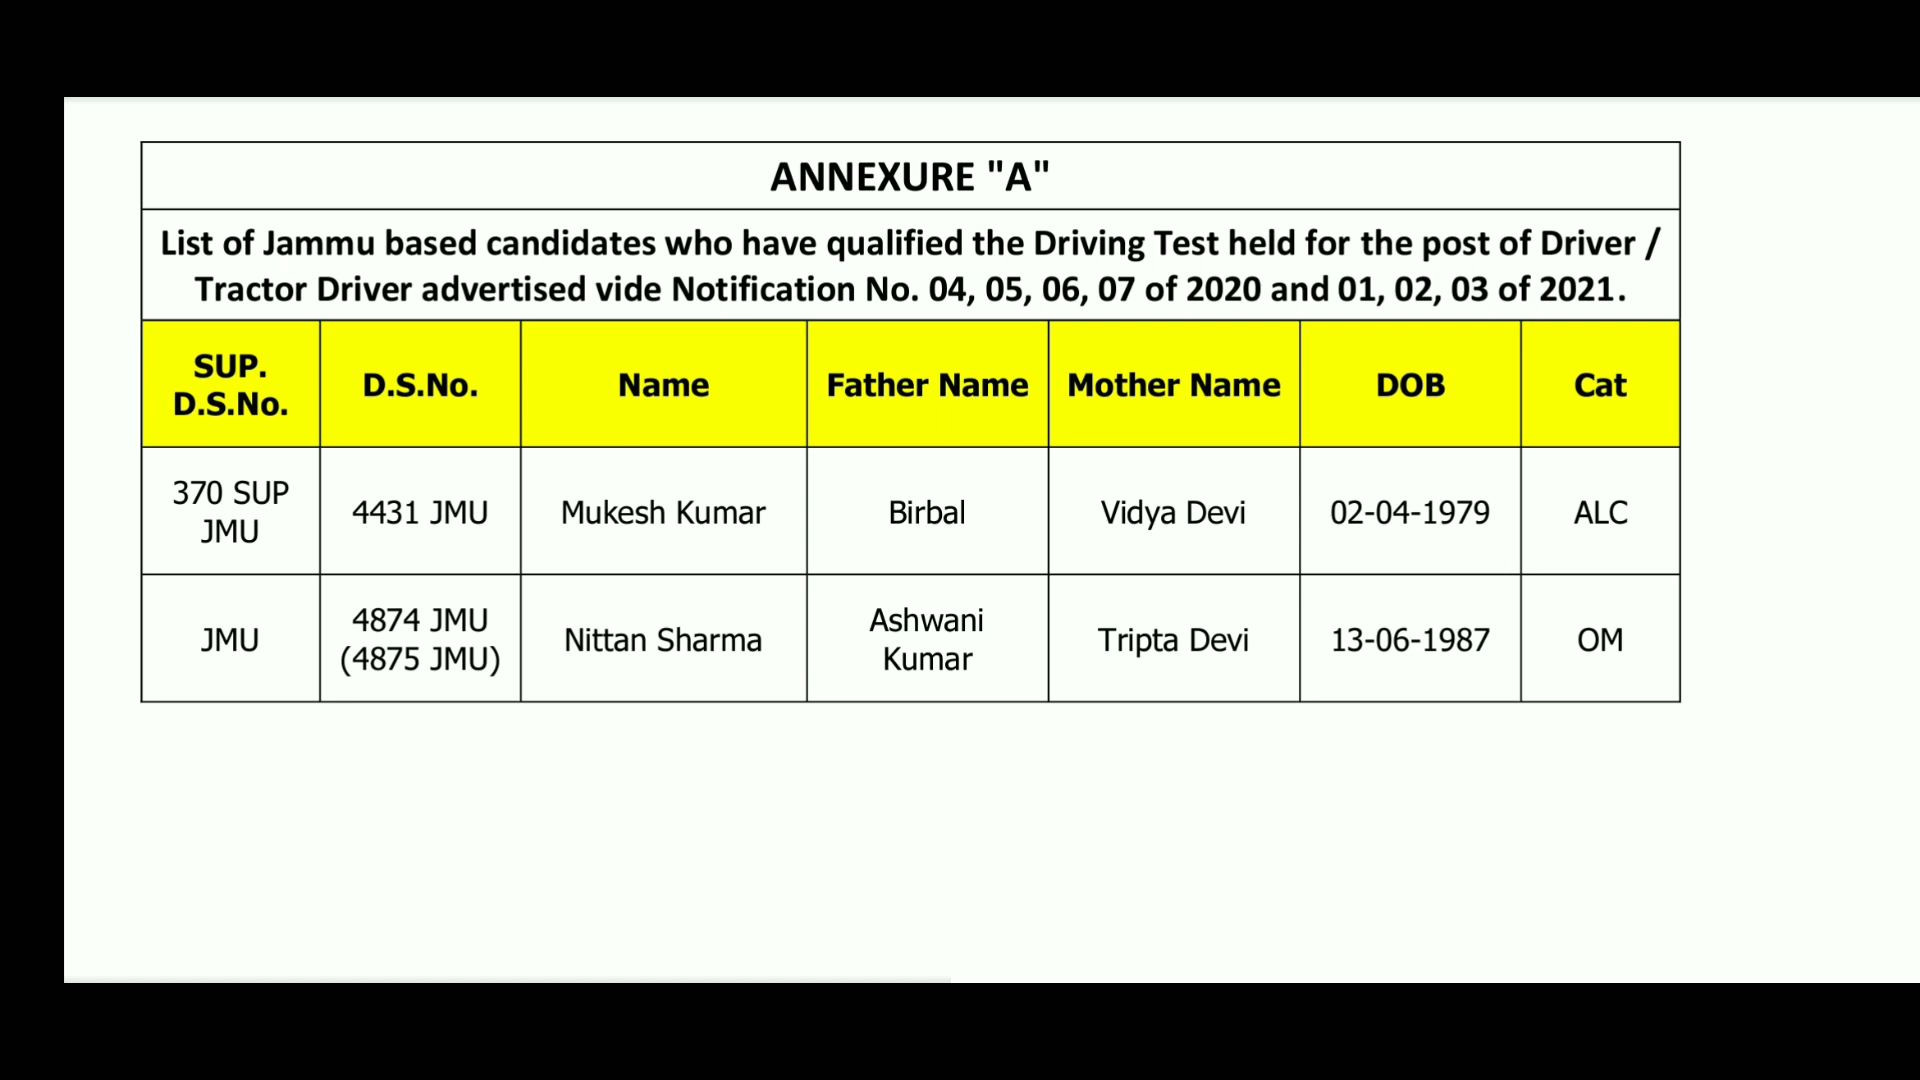 ANNEXURE "A"
List of Jammu based candidates who have qualified the Driving Test held for the post of Driver /
Tractor Driver advertised vide Notification No. 04, 05, 06, 07 of 2020 and 01, 02, 03 of 2021.
SUP.
D.S.No.
D.S.No.
Name
Father Name
Mother Name
DOB
Cat
370 SUP
JMU
4431 JMU
Mukesh Kumar
Birbal
Vidya Devi
02-04-1979
ALC
JMU
4874 JMU
(4875 JMU)
Nittan Sharma
Ashwani
Kumar
Tripta Devi
13-06-1987
OM